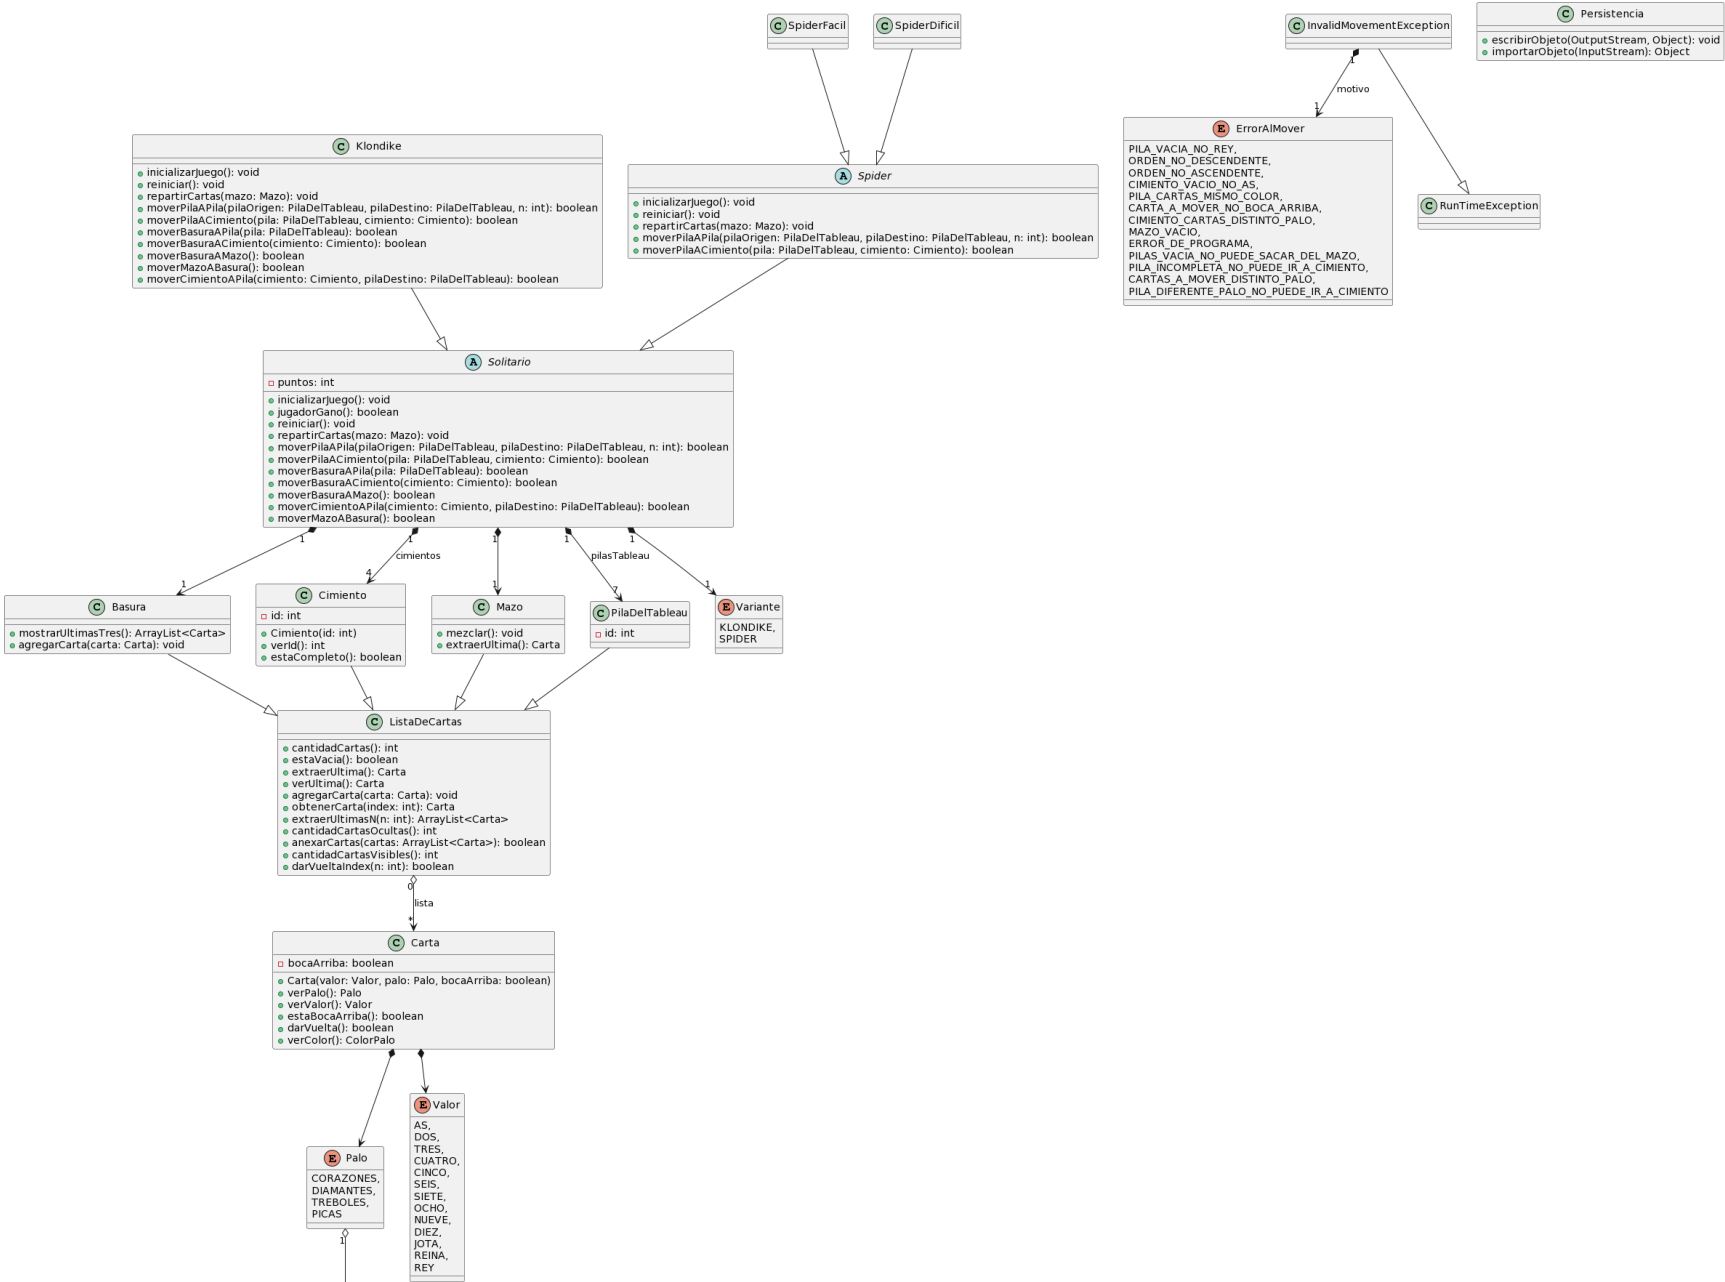 C SpiderFacil
C SpiderDificil
C InvalidMovementException
C Persistencia
escribirObjeto(OutputStream, Object): void
importarObjeto(InputStream): Object
1
motivo
1
E ErrorAlMover
PILA_VACIA_NO_REY,
ORDEN_NO_DESCENDENTE,
ORDEN_NO_ASCENDENTE,
CIMIENTO_VACIO_NO_AS,
PILA_CARTAS_MISMO_COLOR,
CARTA_A_MOVER_NO_BOCA_ARRIBA,
CIMIENTO_CARTAS_DISTINTO_PALO,
MAZO_VACIO,
ERROR_DE_PROGRAMA,
PILAS_VACIA_NO_PUEDE_SACAR_DEL_MAZO,
PILA_INCOMPLETA_NO_PUEDE_IR_A_CIMIENTO,
CARTAS_A_MOVER_DISTINTO_PALO,
PILA_DIFERENTE_PALO_NO_PUEDE_IR_A_CIMIENTO
C RunTimeException
C Klondike
inicializarJuego(): void
reiniciar(): void
repartirCartas(mazo: Mazo): void
moverPilaAPila(pilaOrigen: PilaDelTableau, pilaDestino: PilaDelTableau, n: int): boolean
moverPilaACimiento(pila: PilaDelTableau, cimiento: Cimiento): boolean
moverBasuraAPila(pila: PilaDelTableau): boolean
moverBasuraACimiento(cimiento: Cimiento): boolean
moverBasuraAMazo(): boolean
moverMazoABasura(): boolean
moverCimientoAPila(cimiento: Cimiento, pilaDestino: PilaDelTableau): boolean
A Spider
inicializarJuego(): void
reiniciar(): void
repartirCartas(mazo: Mazo): void
moverPilaAPila(pilaOrigen: PilaDelTableau, pilaDestino: PilaDelTableau, n: int): boolean
moverPilaACimiento(pila: PilaDelTableau, cimiento: Cimiento): boolean
A Solitario
puntos: int
inicializarJuego(): void
jugadorGano(): boolean
reiniciar(): void
repartirCartas(mazo: Mazo): void
moverPilaAPila(pilaOrigen: PilaDelTableau, pilaDestino: PilaDelTableau, n: int): boolean
moverPilaACimiento(pila: PilaDelTableau, cimiento: Cimiento): boolean
moverBasuraAPila(pila: PilaDelTableau): boolean
moverBasuraACimiento(cimiento: Cimiento): boolean
moverBasuraAMazo(): boolean
moverCimientoAPila(cimiento: Cimiento, pilaDestino: PilaDelTableau): boolean
moverMazoABasura(): boolean
1 1 1 1 1
cimientos pilasTableau
1 4 1 7 1
C Basura
mostrarUltimasTres(): ArrayList<Carta>
agregarCarta(carta: Carta): void
C Cimiento
id: int
Cimiento(id: int)
verId(): int
estaCompleto(): boolean
C Mazo
mezclar(): void
extraerUltima(): Carta
C PilaDelTableau
id: int
E Variante
KLONDIKE,
SPIDER
C ListaDeCartas
cantidadCartas(): int
estaVacia(): boolean
extraerUltima(): Carta
verUltima(): Carta
agregarCarta(carta: Carta): void
obtenerCarta(index: int): Carta
extraerUltimasN(n: int): ArrayList<Carta>
cantidadCartasOcultas(): int
anexarCartas(cartas: ArrayList<Carta>): boolean
cantidadCartasVisibles(): int
darVueltaIndex(n: int): boolean
0
lista
*
C Carta
bocaArriba: boolean
Carta(valor: Valor, palo: Palo, bocaArriba: boolean)
verPalo(): Palo
verValor(): Valor
estaBocaArriba(): boolean
darVuelta(): boolean
verColor(): ColorPalo
E Palo
CORAZONES,
DIAMANTES,
TREBOLES,
PICAS
1
E Valor
AS,
DOS,
TRES,
CUATRO,
CINCO,
SEIS,
SIETE,
OCHO,
NUEVE,
DIEZ,
JOTA,
REINA,
REY